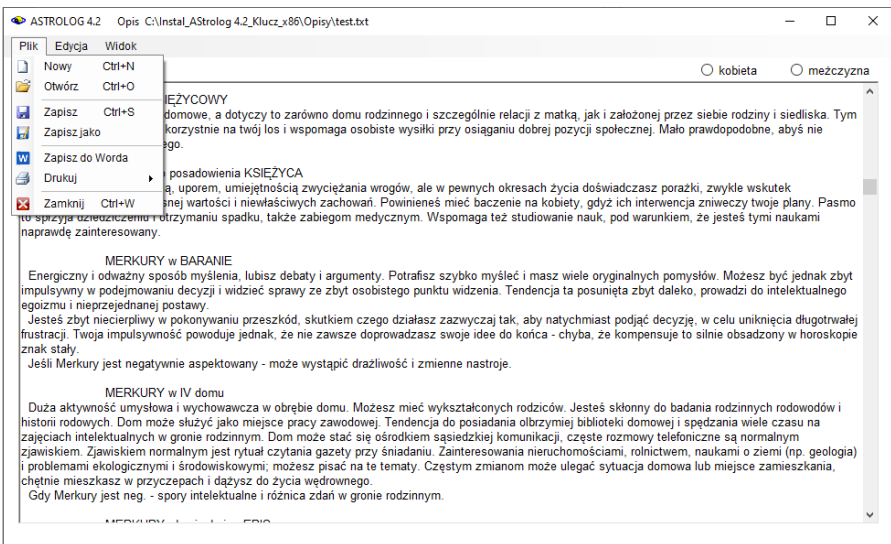 ASTROLOG 4.2 Opis C:\Instal_AStrolog 4.2_Klucz_x86\Opisy\test.txt
Plik Edycja Widok
Nowy Ctrl+N
Otwórz Ctrl+O
Zapisz Ctrl+S
Zapisz jako
Zapisz do Worda
Drukuj
Zamknij Ctrl+W
kobieta meżczyzna
domowe, a dotyczy to zarówno domu rodzinnego i szczególnie relacji z matką, jak i założonej przez siebie rodziny i siedliska. Tym
korzystnie na twój los i wspomaga osobiste wysiłki przy osiąganiu dobrej pozycji społecznej. Mało prawdopodobne, abyś nie
posadowienia KSIĘŻYCA
uporem, umiejętnością zwyciężania wrogów, ale w pewnych okresach życia doświadczasz porażki, zwykle wskutek
wartości i niewłaściwych zachowań. Powinieneś mieć baczenie na kobiety, gdyż ich interwencja zniweczy twoje plany. Pasmo
to sprzyja dziedziczeniu i otrzymaniu spadku, także zabiegom medycznym. Wspomaga też studiowanie nauk, pod warunkiem, że jesteś tymi naukami
naprawdę zainteresowany.
MERKURY w BARANIE
Energiczny i odważny sposób myślenia, lubisz debaty i argumenty. Potrafisz szybko myśleć i masz wiele oryginalnych pomysłów. Możesz być jednak zbyt
impulsywny w podejmowaniu decyzji i widzieć sprawy ze zbyt osobistego punktu widzenia. Tendencja ta posunięta zbyt daleko, prowadzi do intelektualnego
egoizmu i nieprzejednanej postawy.
Jesteś zbyt niecierpliwy w pokonywaniu przeszkód, skutkiem czego działasz zazwyczaj tak, aby natychmiast podjąć decyzję, w celu uniknięcia długotrwałej
frustracji. Twoja impulsywność powoduje jednak, że nie zawsze doprowadzasz swoje idee do końca - chyba, że kompensuje to silnie obsadzony w horoskopie
znak stały.
Jeśli Merkury jest negatywnie aspektowany - może wystąpić drażliwość i zmienne nastroje.
MERKURY w IV domu
Duża aktywność umysłowa i wychowawcza w obrębie domu. Możesz mieć wykształconych rodziców. Jesteś skłonny do badania rodzinnych rodowodów i
historii rodowych. Dom może służyć jako miejsce pracy zawodowej. Tendencja do posiadania olbrzymiej biblioteki domowej i spędzania wiele czasu na
zajęciach intelektualnych w gronie rodzinnym. Dom może stać się ośrodkiem sąsiedzkiej komunikacji, częste rozmowy telefoniczne są normalnym
zjawiskiem. Zjawiskiem normalnym jest rytuał czytania gazety przy śniadaniu. Zainteresowania nieruchomościami, rolnictwem, naukami o ziemi (np. geologia)
i problemami ekologicznymi i środowiskowymi; możesz pisać na te tematy. Częstym zmianom może ulegać sytuacja domowa lub miejsce zamieszkania,
chętnie mieszkasz w przyczepach i dążysz do życia wędrownego.
Gdy Merkury jest neg. - spory intelektualne i różnica zdań w gronie rodzinnym.